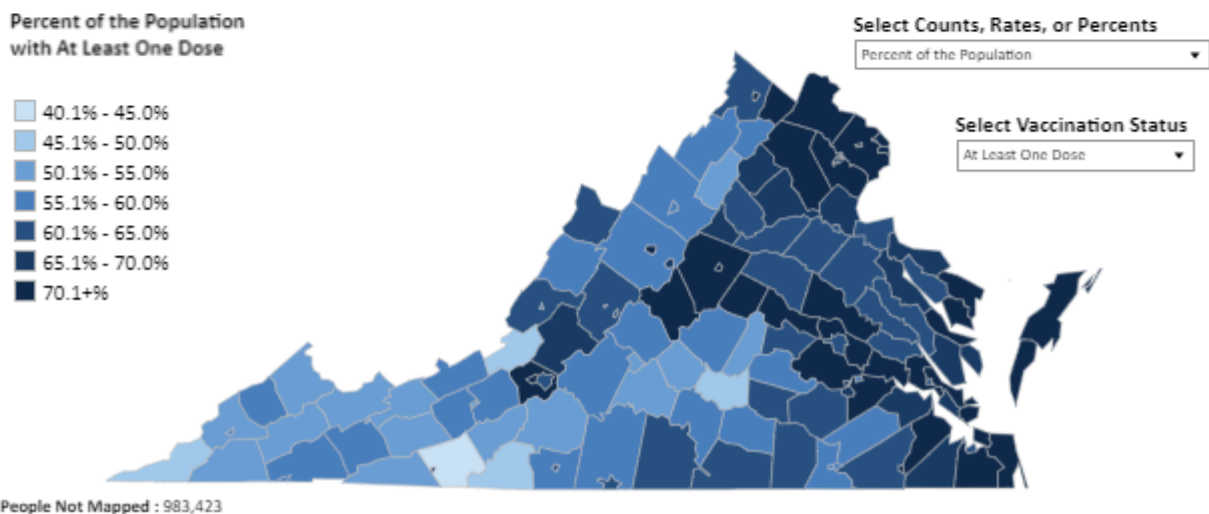 Percent of the Population
with At Least One Dose
40.1% - 45.0%
45.1% - 50.0%
50.1% - 55.0%
55.1% - 60.0%
60.1% - 65.0%
65.1% - 70.0%
70.1+%
Select Counts, Rates, or Percents
Percent of the Population
Select Vaccination Status
At Least One Dose
People Not Mapped : 983,423